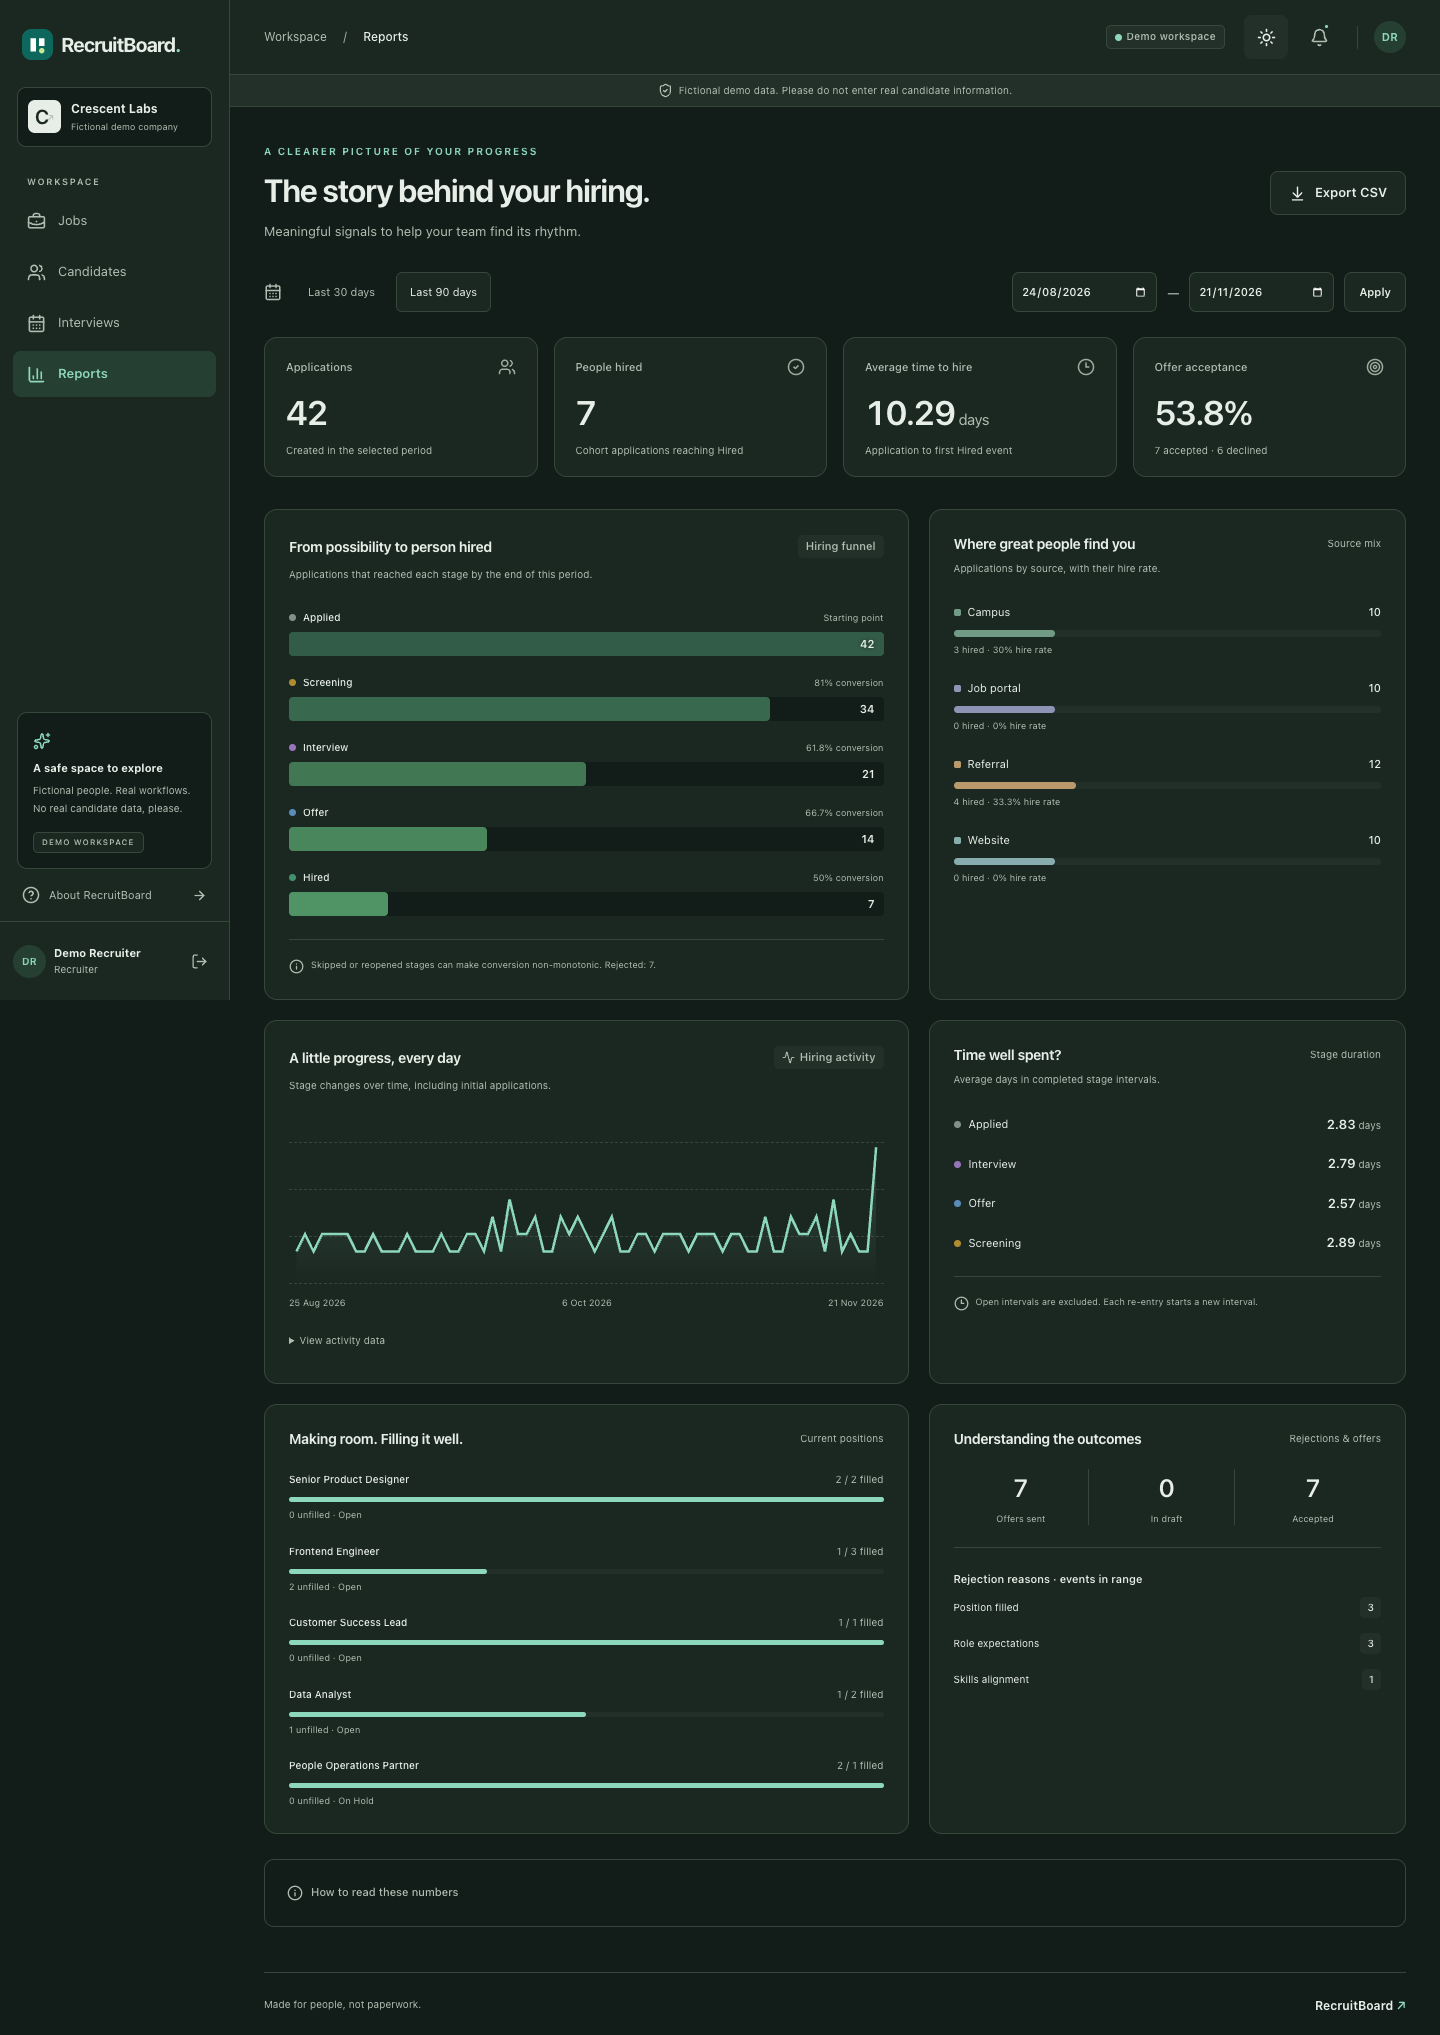 RecruitBoard.
Crescent Labs
Fictional demo company
WORKSPACE
Jobs
Candidates
Interviews
Reports
A safe space to explore
Fictional people. Real workflows.
No real candidate data, please.
DEMO WORKSPACE
About RecruitBoard
DR
Demo Recruiter
Recruiter
Workspace / Reports
Demo workspace
DR
Fictional demo data. Please do not enter real candidate information.
A CLEARER PICTURE OF YOUR PROGRESS
The story behind your hiring.
Meaningful signals to help your team find its rhythm.
Export CSV
Last 30 days
Last 90 days
24/08/2026 — 21/11/2026
Apply
Applications
42
Created in the selected period
People hired
7
Cohort applications reaching Hired
Average time to hire
10.29 days
Application to first Hired event
Offer acceptance
53.8%
7 accepted · 6 declined
From possibility to person hired
Hiring funnel
Applications that reached each stage by the end of this period.
Applied
Starting point
42
Screening
81% conversion
34
Interview
61.8% conversion
21
Offer
66.7% conversion
14
Hired
50% conversion
7
Skipped or reopened stages can make conversion non-monotonic. Rejected: 7.
Where great people find you
Source mix
Applications by source, with their hire rate.
Campus
10
3 hired · 30% hire rate
Job portal
10
0 hired · 0% hire rate
Referral
12
4 hired · 33.3% hire rate
Website
10
0 hired · 0% hire rate
A little progress, every day
Hiring activity
Stage changes over time, including initial applications.
25 Aug 2026
6 Oct 2026
21 Nov 2026
View activity data
Time well spent?
Stage duration
Average days in completed stage intervals.
Applied
2.83 days
Interview
2.79 days
Offer
2.57 days
Screening
2.89 days
Open intervals are excluded. Each re-entry starts a new interval.
Making room. Filling it well.
Current positions
Senior Product Designer
2 / 2 filled
0 unfilled · Open
Frontend Engineer
1 / 3 filled
2 unfilled · Open
Customer Success Lead
1 / 1 filled
0 unfilled · Open
Data Analyst
1 / 2 filled
1 unfilled · Open
People Operations Partner
2 / 1 filled
0 unfilled · On Hold
Understanding the outcomes
Rejections & offers
7
Offers sent
0
In draft
7
Accepted
Rejection reasons · events in range
Position filled
3
Role expectations
3
Skills alignment
1
How to read these numbers
Made for people, not paperwork.
RecruitBoard